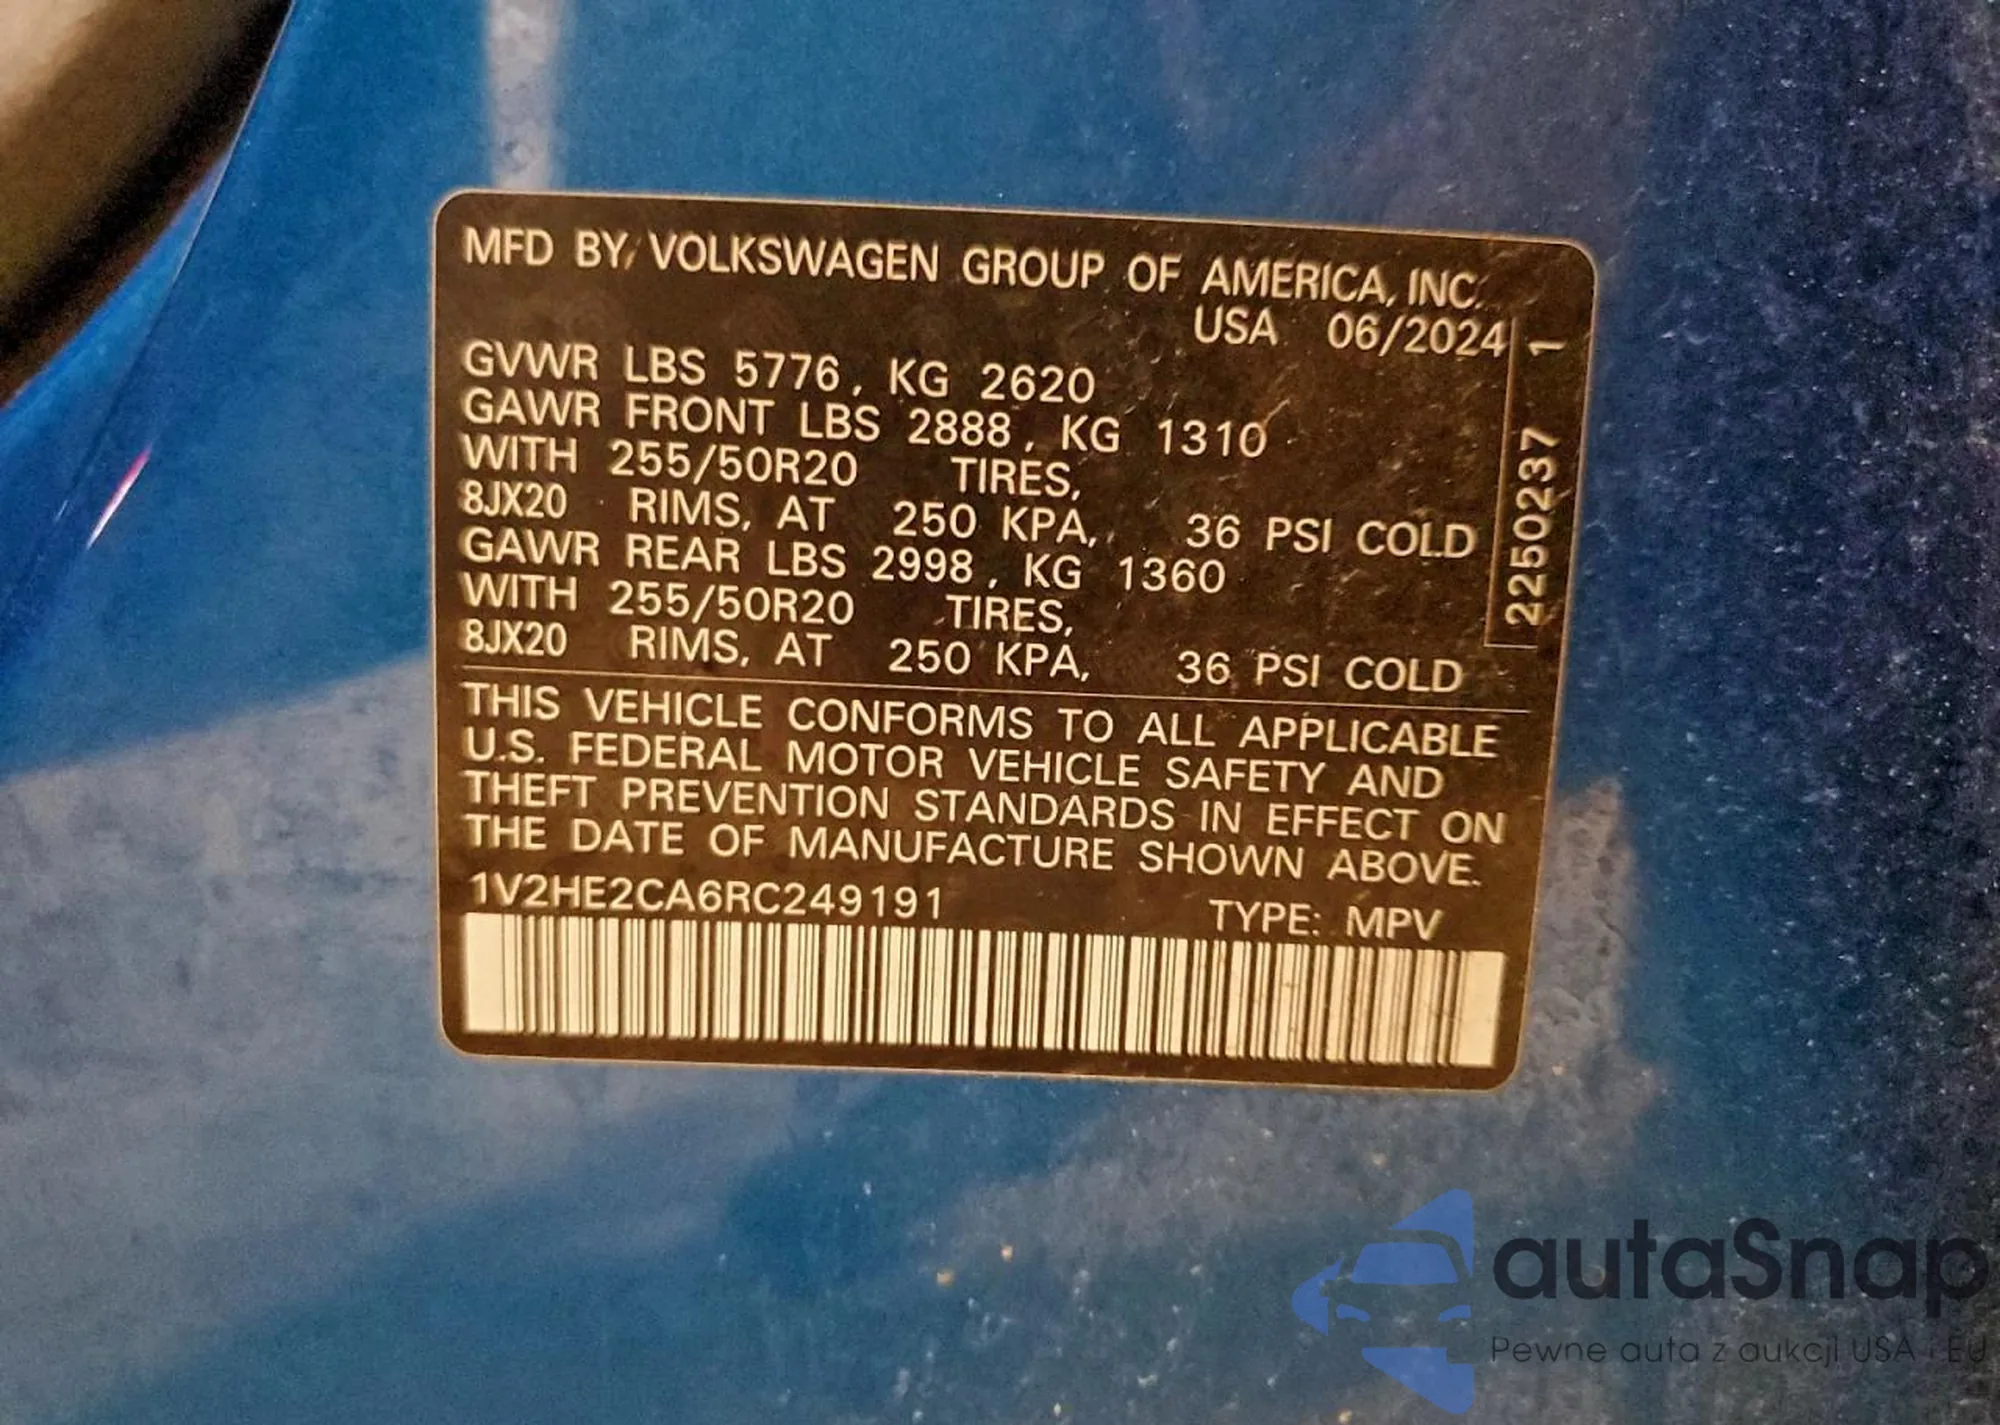 MFD BY VOLKSWAGEN GROUP OF AMERICA, INC.
USA 06/2024
GVWR LBS 5776, KG 2620
GAWR FRONT LBS 2888, KG 1310
WITH 255/50R20 TIRES,
8JX20 RIMS, AT 250 KPA, 36 PSI COLD
GAWR REAR LBS 2998, KG 1360
WITH 255/50R20 TIRES,
8JX20 RIMS, AT 250 KPA, 36 PSI COLD
2250237 1
THIS VEHICLE CONFORMS TO ALL APPLICABLE
U.S. FEDERAL MOTOR VEHICLE SAFETY AND
THEFT PREVENTION STANDARDS IN EFFECT ON
THE DATE OF MANUFACTURE SHOWN ABOVE.
1V2HE2CA6RC249191 TYPE: MPV
autaSnap
Pewne auta z aukcji USA i EU